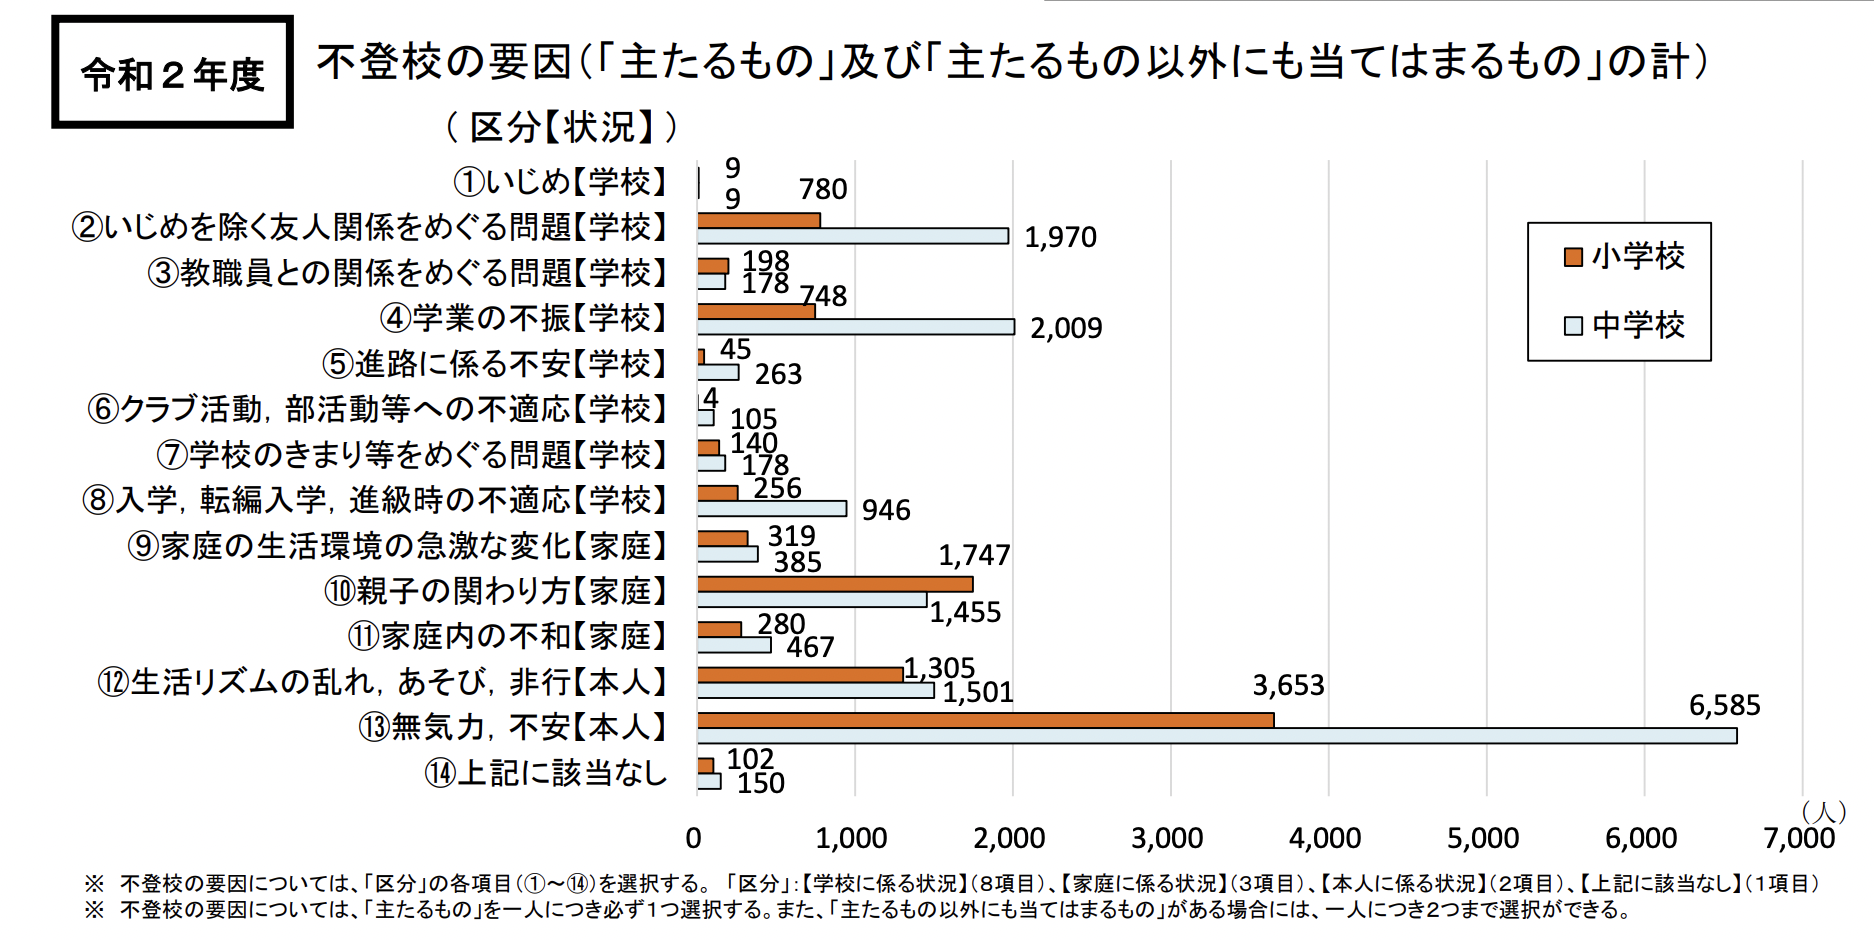 令和２年度
不登校の要因（「主たるもの」及び「主たるもの以外にも当てはまるもの」の計）
（ 区分【状況】 ）
①いじめ【学校】 9 9
②いじめを除く友人関係をめぐる問題【学校】 780 1,970
③教職員との関係をめぐる問題【学校】 198 178
④学業の不振【学校】 748 2,009
⑤進路に係る不安【学校】 45 263
⑥クラブ活動，部活動等への不適応【学校】 4 105
⑦学校のきまり等をめぐる問題【学校】 140 178
⑧入学，転編入学，進級時の不適応【学校】 256 946
⑨家庭の生活環境の急激な変化【家庭】 319 385
⑩親子の関わり方【家庭】 1,747 1,455
⑪家庭内の不和【家庭】 280 467
⑫生活リズムの乱れ，あそび，非行【本人】 1,305 1,501
⑬無気力，不安【本人】 3,653 6,585
⑭上記に該当なし 102 150
小学校
中学校
（人）
0 1,000 2,000 3,000 4,000 5,000 6,000 7,000
※　不登校の要因については、「区分」の各項目（①～⑭）を選択する。　「区分」：【学校に係る状況】（８項目）、【家庭に係る状況】（３項目）、【本人に係る状況】（２項目）、【上記に該当なし】（１項目）
※　不登校の要因については、「主たるもの」を一人につき必ず１つ選択する。また、「主たるもの以外にも当てはまるもの」がある場合には、一人につき２つまで選択ができる。